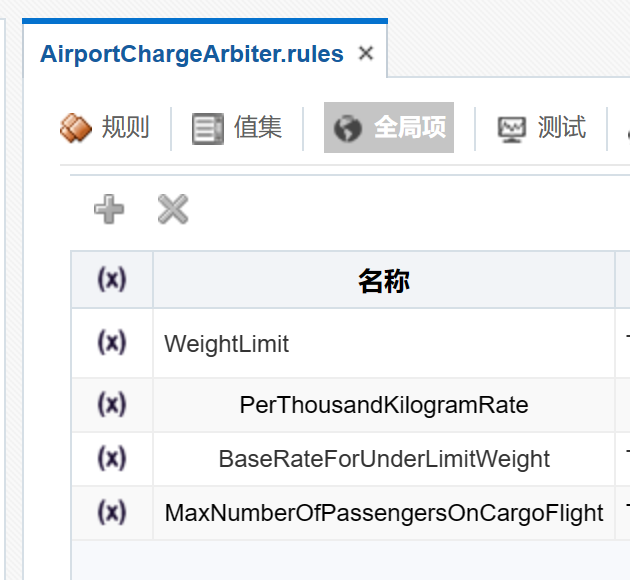 AirportChargeArbiter.rules ×
规则 值集 全局项 测试
(x) 名称
(x) WeightLimit
(x) PerThousandKilogramRate
(x) BaseRateForUnderLimitWeight
(x) MaxNumberOfPassengersOnCargoFlight